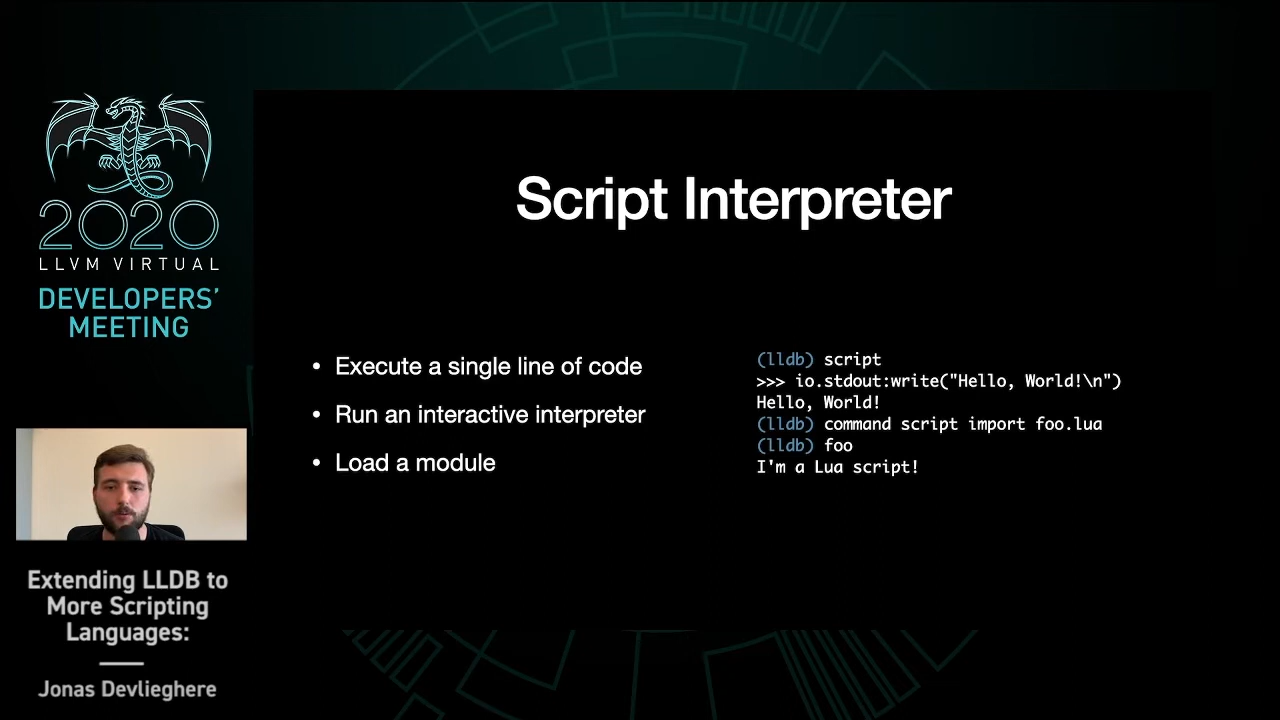 2020
LLVM VIRTUAL
DEVELOPERS'
MEETING
Extending LLDB to
More Scripting
Languages:
Jonas Devlieghere
Script Interpreter
• Execute a single line of code
• Run an interactive interpreter
• Load a module
(lldb) script
>>> io.stdout:write("Hello, World!\n")
Hello, World!
(lldb) command script import foo.lua
(lldb) foo
I'm a Lua script!